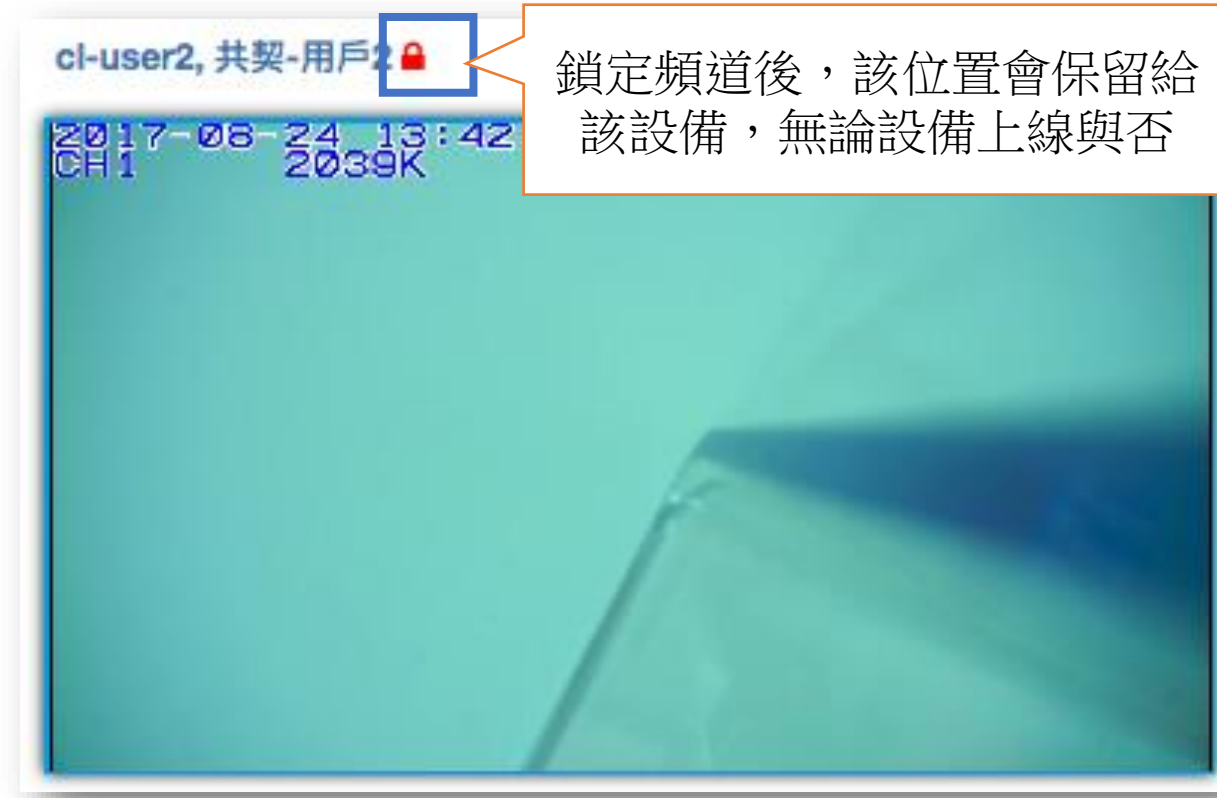 cl-user2, 共契-用戶2
鎖定頻道後，該位置會保留給
該設備，無論設備上線與否
2017-08-24 13:42
CH1 2039K